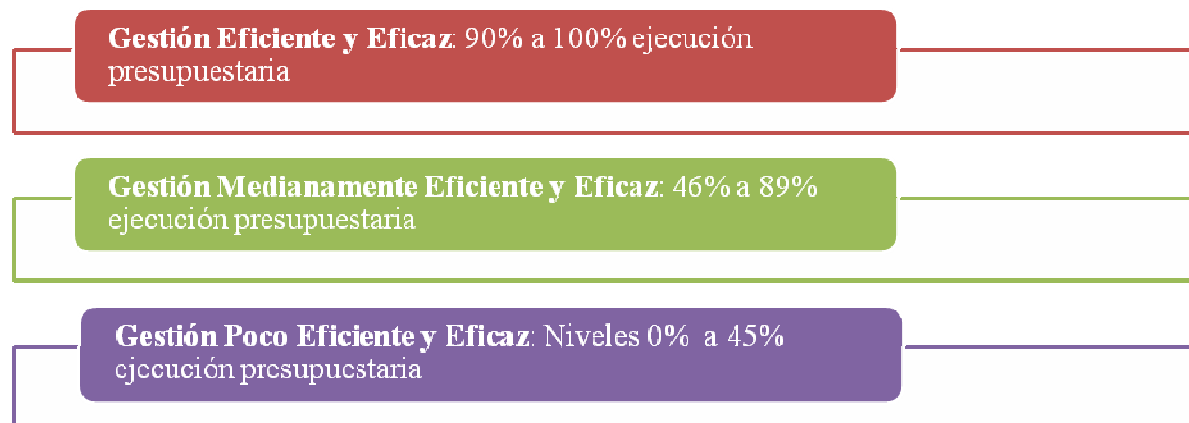 Gestión Eficiente y Eficaz: 90% a 100% ejecución
presupuestaria
Gestión Medianamente Eficiente y Eficaz: 46% a 89%
ejecución presupuestaria
Gestión Poco Eficiente y Eficaz: Niveles 0% a 45%
ejecución presupuestaria